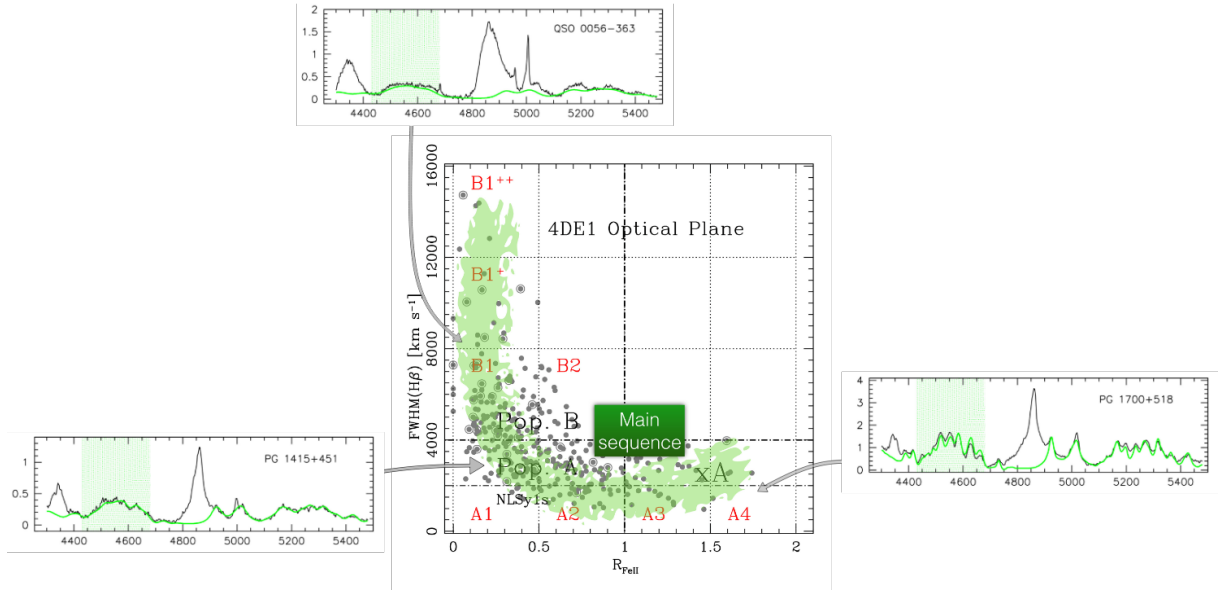 2
1.5
1
0.5
0
QSO 0056-363
4400 4600 4800 5000 5200 5400
16000
12000
8000
4000
0
FWHM(Hβ) [km s⁻¹]
B1⁺⁺
4DE1 Optical Plane
B1⁺
B1
B2
Pop. B
Main
sequence
Pop. A
xA
NLSy1s
A1 A2 A3 A4
0 0.5 1 1.5 2
R_FeII
1
0.5
0
PG 1415+451
4400 4600 4800 5000 5200 5400
4
3
2
1
0
PG 1700+518
4400 4600 4800 5000 5200 5400